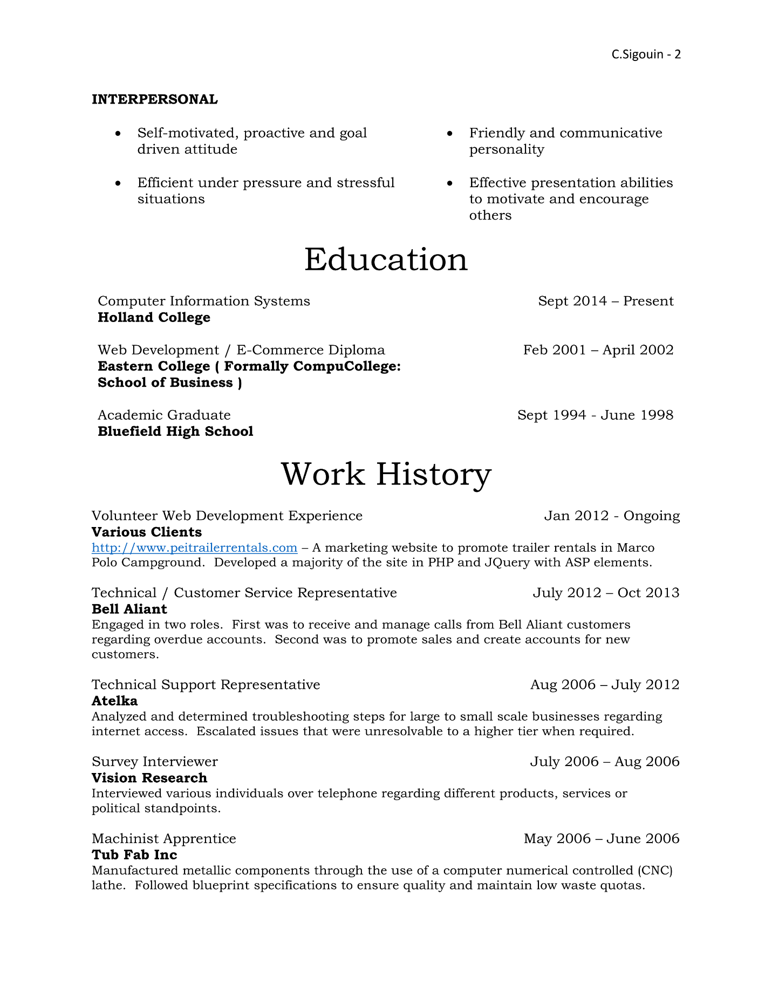 C.Sigouin - 2
INTERPERSONAL
• Self-motivated, proactive and goal
driven attitude
• Friendly and communicative
personality
• Efficient under pressure and stressful
situations
• Effective presentation abilities
to motivate and encourage
others
Education
Computer Information Systems Sept 2014 – Present
Holland College
Web Development / E-Commerce Diploma Feb 2001 – April 2002
Eastern College ( Formally CompuCollege:
School of Business )
Academic Graduate Sept 1994 - June 1998
Bluefield High School
Work History
Volunteer Web Development Experience Jan 2012 - Ongoing
Various Clients
http://www.peitrailerrentals.com – A marketing website to promote trailer rentals in Marco
Polo Campground. Developed a majority of the site in PHP and JQuery with ASP elements.
Technical / Customer Service Representative July 2012 – Oct 2013
Bell Aliant
Engaged in two roles. First was to receive and manage calls from Bell Aliant customers
regarding overdue accounts. Second was to promote sales and create accounts for new
customers.
Technical Support Representative Aug 2006 – July 2012
Atelka
Analyzed and determined troubleshooting steps for large to small scale businesses regarding
internet access. Escalated issues that were unresolvable to a higher tier when required.
Survey Interviewer July 2006 – Aug 2006
Vision Research
Interviewed various individuals over telephone regarding different products, services or
political standpoints.
Machinist Apprentice May 2006 – June 2006
Tub Fab Inc
Manufactured metallic components through the use of a computer numerical controlled (CNC)
lathe. Followed blueprint specifications to ensure quality and maintain low waste quotas.